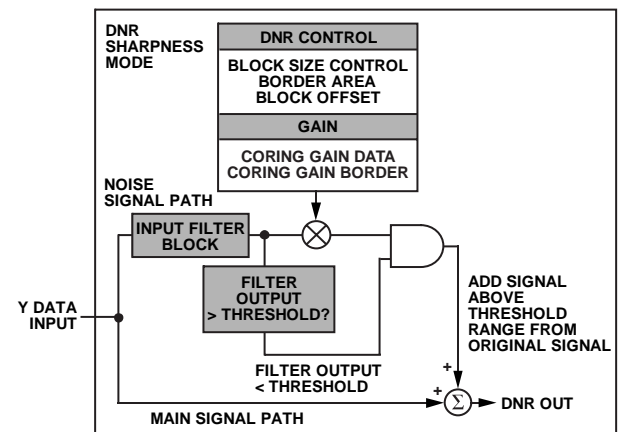 DNR
SHARPNESS
MODE
DNR CONTROL
BLOCK SIZE CONTROL
BORDER AREA
BLOCK OFFSET
GAIN
CORING GAIN DATA
CORING GAIN BORDER
NOISE
SIGNAL PATH
INPUT FILTER
BLOCK
FILTER
OUTPUT
> THRESHOLD?
Y DATA
INPUT
FILTER OUTPUT
< THRESHOLD
ADD SIGNAL
ABOVE
THRESHOLD
RANGE FROM
ORIGINAL SIGNAL
+
+
Σ
DNR OUT
MAIN SIGNAL PATH